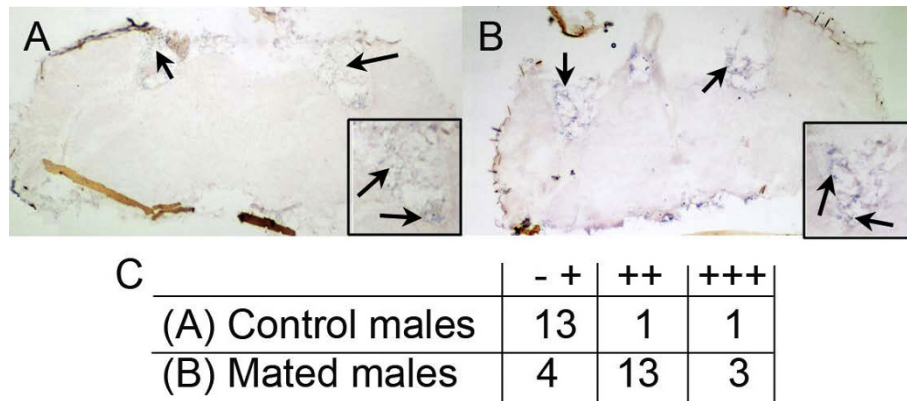 A
B
C
- + ++ +++
(A) Control males 13 1 1
(B) Mated males 4 13 3